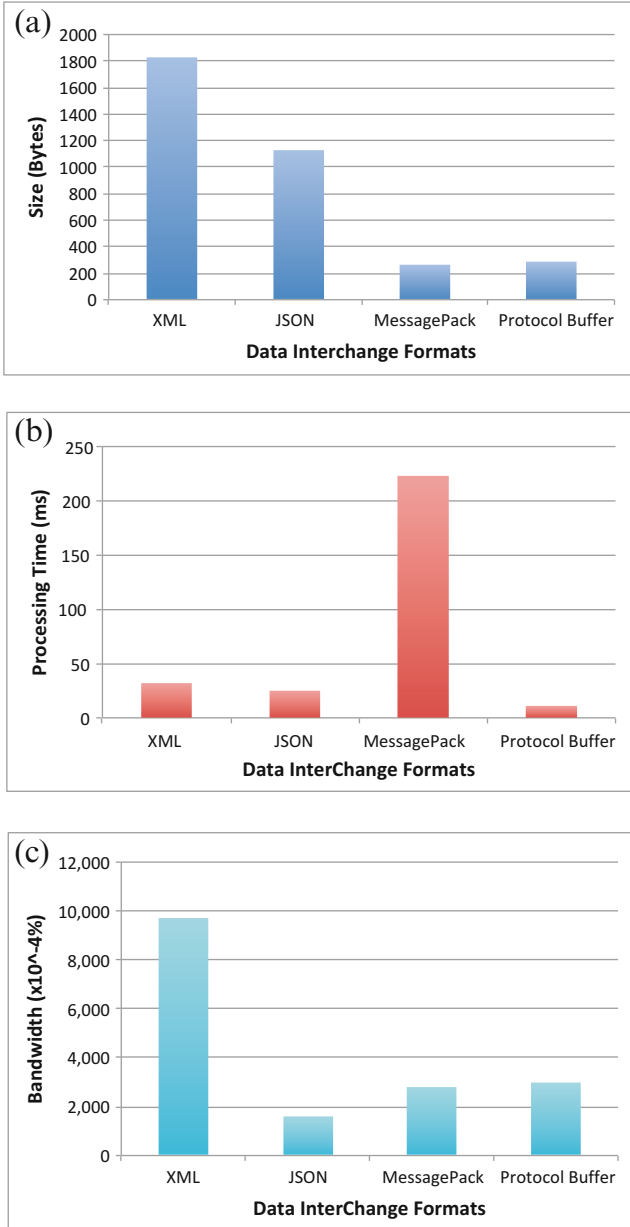 (a)
2000
1800
1600
1400
1200
1000
800
600
400
200
0
Size (Bytes)
XML JSON MessagePack Protocol Buffer
Data Interchange Formats
(b)
250
200
150
100
50
0
Processing Time (ms)
XML JSON MessagePack Protocol Buffer
Data InterChange Formats
(c)
12,000
10,000
8,000
6,000
4,000
2,000
0
Bandwidth (x10^-4%)
XML JSON MessagePack Protocol Buffer
Data InterChange Formats